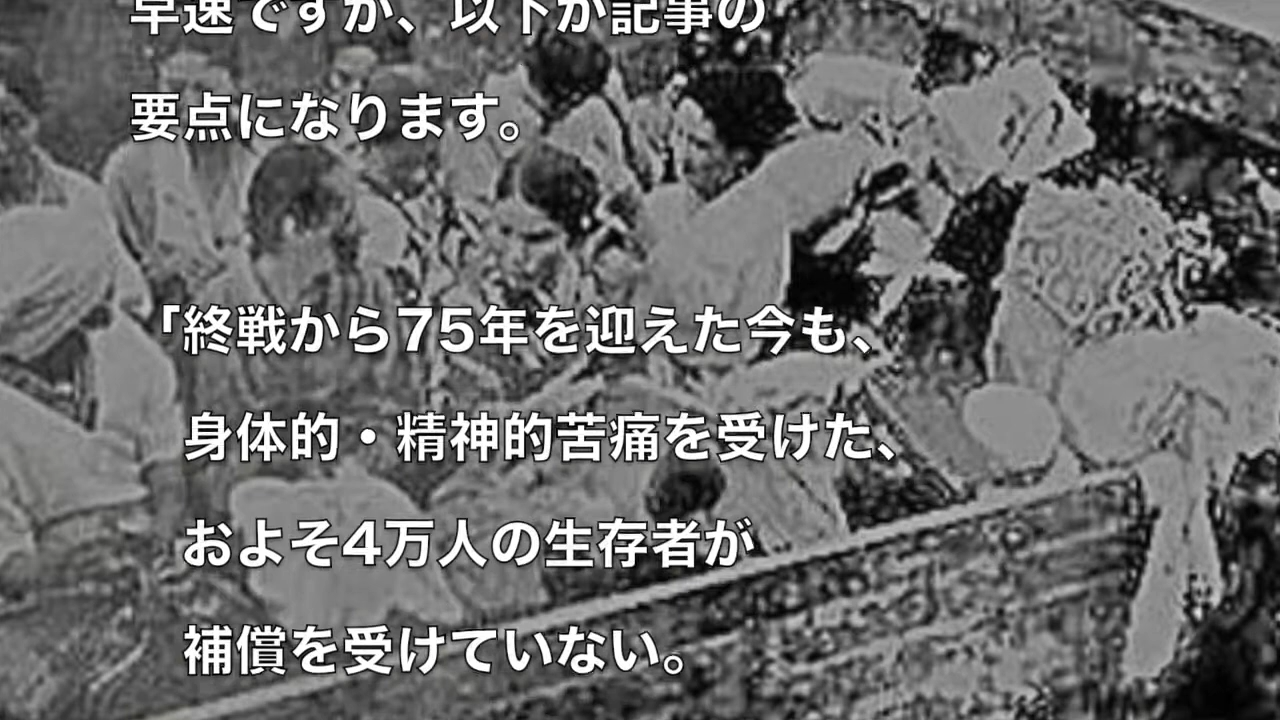 早速ですが、以下が記事の
要点になります。
「終戦から75年を迎えた今も、
身体的・精神的苦痛を受けた、
およそ4万人の生存者が
補償を受けていない。